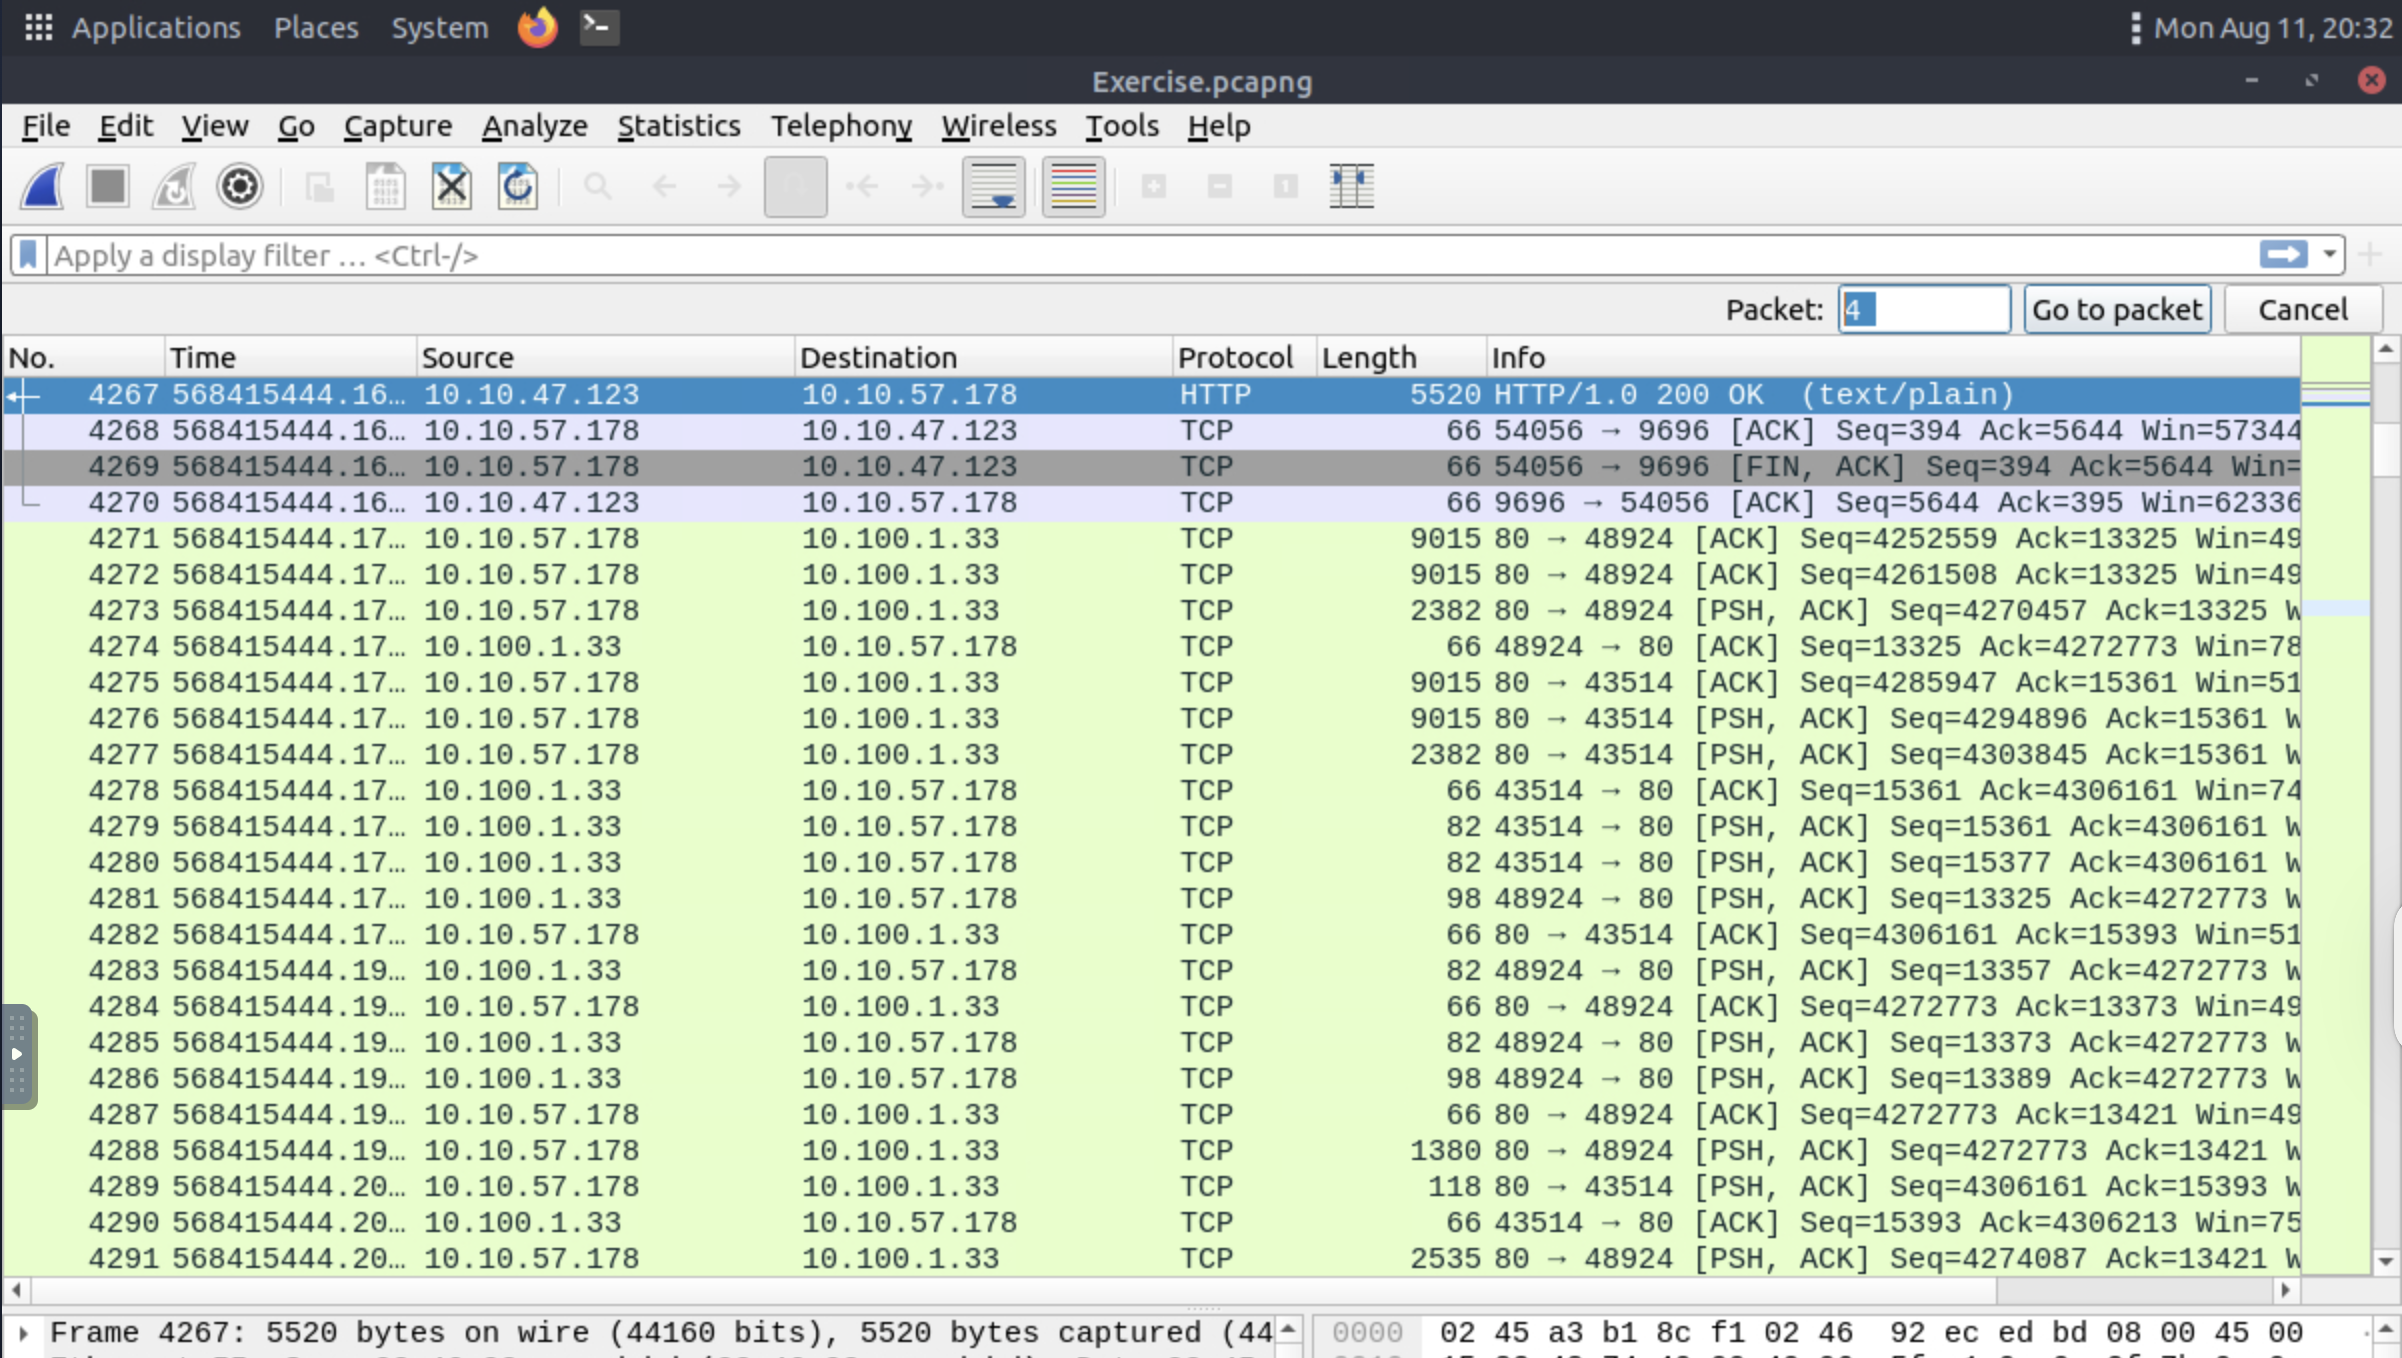 Applications Places System Mon Aug 11, 20:32
Exercise.pcapng
File Edit View Go Capture Analyze Statistics Telephony Wireless Tools Help
Apply a display filter … <Ctrl-/>
Packet: 4 Go to packet Cancel
No. Time Source Destination Protocol Length Info
4267 568415444.16… 10.10.47.123 10.10.57.178 HTTP 5520 HTTP/1.0 200 OK (text/plain)
4268 568415444.16… 10.10.57.178 10.10.47.123 TCP 66 54056 → 9696 [ACK] Seq=394 Ack=5644 Win=57344
4269 568415444.16… 10.10.57.178 10.10.47.123 TCP 66 54056 → 9696 [FIN, ACK] Seq=394 Ack=5644 Win=
4270 568415444.16… 10.10.47.123 10.10.57.178 TCP 66 9696 → 54056 [ACK] Seq=5644 Ack=395 Win=62336
4271 568415444.17… 10.10.57.178 10.100.1.33 TCP 9015 80 → 48924 [ACK] Seq=4252559 Ack=13325 Win=49
4272 568415444.17… 10.10.57.178 10.100.1.33 TCP 9015 80 → 48924 [ACK] Seq=4261508 Ack=13325 Win=49
4273 568415444.17… 10.10.57.178 10.100.1.33 TCP 2382 80 → 48924 [PSH, ACK] Seq=4270457 Ack=13325 W
4274 568415444.17… 10.100.1.33 10.10.57.178 TCP 66 48924 → 80 [ACK] Seq=13325 Ack=4272773 Win=78
4275 568415444.17… 10.10.57.178 10.100.1.33 TCP 9015 80 → 43514 [ACK] Seq=4285947 Ack=15361 Win=51
4276 568415444.17… 10.10.57.178 10.100.1.33 TCP 9015 80 → 43514 [PSH, ACK] Seq=4294896 Ack=15361 W
4277 568415444.17… 10.10.57.178 10.100.1.33 TCP 2382 80 → 43514 [PSH, ACK] Seq=4303845 Ack=15361 W
4278 568415444.17… 10.100.1.33 10.10.57.178 TCP 66 43514 → 80 [ACK] Seq=15361 Ack=4306161 Win=74
4279 568415444.17… 10.100.1.33 10.10.57.178 TCP 82 43514 → 80 [PSH, ACK] Seq=15361 Ack=4306161 W
4280 568415444.17… 10.100.1.33 10.10.57.178 TCP 82 43514 → 80 [PSH, ACK] Seq=15377 Ack=4306161 W
4281 568415444.17… 10.100.1.33 10.10.57.178 TCP 98 48924 → 80 [PSH, ACK] Seq=13325 Ack=4272773 W
4282 568415444.17… 10.10.57.178 10.100.1.33 TCP 66 80 → 43514 [ACK] Seq=4306161 Ack=15393 Win=51
4283 568415444.19… 10.100.1.33 10.10.57.178 TCP 82 48924 → 80 [PSH, ACK] Seq=13357 Ack=4272773 W
4284 568415444.19… 10.10.57.178 10.100.1.33 TCP 66 80 → 48924 [ACK] Seq=4272773 Ack=13373 Win=49
4285 568415444.19… 10.100.1.33 10.10.57.178 TCP 82 48924 → 80 [PSH, ACK] Seq=13373 Ack=4272773 W
4286 568415444.19… 10.100.1.33 10.10.57.178 TCP 98 48924 → 80 [PSH, ACK] Seq=13389 Ack=4272773 W
4287 568415444.19… 10.10.57.178 10.100.1.33 TCP 66 80 → 48924 [ACK] Seq=4272773 Ack=13421 Win=49
4288 568415444.19… 10.10.57.178 10.100.1.33 TCP 1380 80 → 48924 [PSH, ACK] Seq=4272773 Ack=13421 W
4289 568415444.20… 10.10.57.178 10.100.1.33 TCP 118 80 → 43514 [PSH, ACK] Seq=4306161 Ack=15393 W
4290 568415444.20… 10.100.1.33 10.10.57.178 TCP 66 43514 → 80 [ACK] Seq=15393 Ack=4306213 Win=75
4291 568415444.20… 10.10.57.178 10.100.1.33 TCP 2535 80 → 48924 [PSH, ACK] Seq=4274087 Ack=13421 W
Frame 4267: 5520 bytes on wire (44160 bits), 5520 bytes captured (44 0000 02 45 a3 b1 8c f1 02 46 92 ec ed bd 08 00 45 00